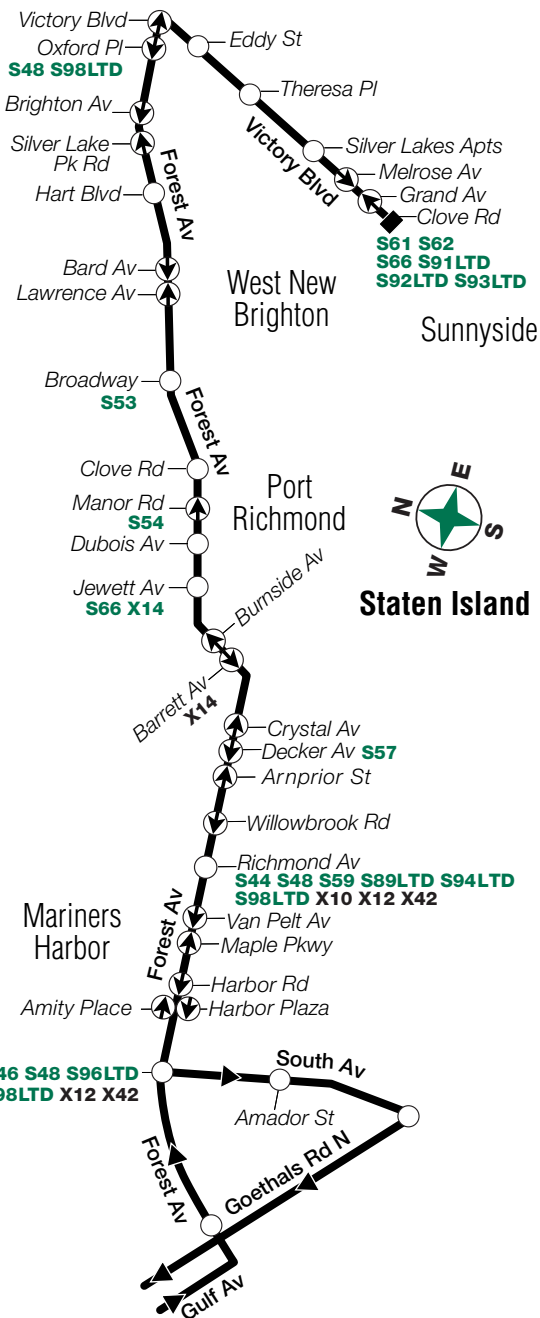 Victory Blvd
Oxford Pl
S48 S98LTD
Eddy St
Theresa Pl
Brighton Av
Silver Lake
Pk Rd
Hart Blvd
Forest Av
Victory Blvd
Silver Lakes Apts
Melrose Av
Grand Av
Clove Rd
S61 S62
S66 S91LTD
S92LTD S93LTD
Bard Av
Lawrence Av
West New
Brighton
Sunnyside
Broadway
S53
Forest Av
Clove Rd
Manor Rd
S54
Dubois Av
Jewett Av
S66 X14
Port
Richmond
N E
W S
Staten Island
Burnside Av
Barrett Av
X14
Crystal Av
Decker Av S57
Arnprior St
Willowbrook Rd
Richmond Av
S44 S48 S59 S89LTD S94LTD
S98LTD X10 X12 X42
Mariners
Harbor
Forest Av
Van Pelt Av
Maple Pkwy
Harbor Rd
Amity Place
Harbor Plaza
46 S48 S96LTD
98LTD X12 X42
South Av
Amador St
Goethals Rd N
Forest Av
Gulf Av